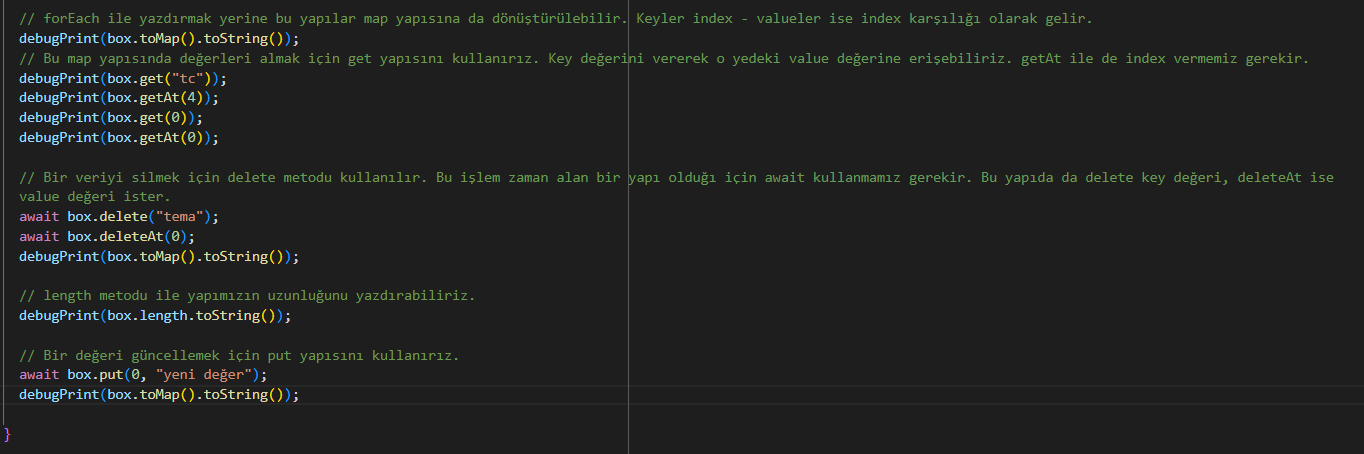 // forEach ile yazdırmak yerine bu yapılar map yapısına da dönüştürülebilir. Keyler index - valueler ise index karşılığı olarak gelir.
debugPrint(box.toMap().toString());
// Bu map yapısında değerleri almak için get yapısını kullanırız. Key değerini vererek o yedeki value değerine erişebiliriz. getAt ile de index vermemiz gerekir.
debugPrint(box.get("tc"));
debugPrint(box.getAt(4));
debugPrint(box.get(0));
debugPrint(box.getAt(0));
// Bir veriyi silmek için delete metodu kullanılır. Bu işlem zaman alan bir yapı olduğı için await kullanmamız gerekir. Bu yapıda da delete key değeri, deleteAt ise
value değeri ister.
await box.delete("tema");
await box.deleteAt(0);
debugPrint(box.toMap().toString());
// length metodu ile yapımızın uzunluğunu yazdırabiliriz.
debugPrint(box.length.toString());
// Bir değeri güncellemek için put yapısını kullanırız.
await box.put(0, "yeni değer");
debugPrint(box.toMap().toString());
}